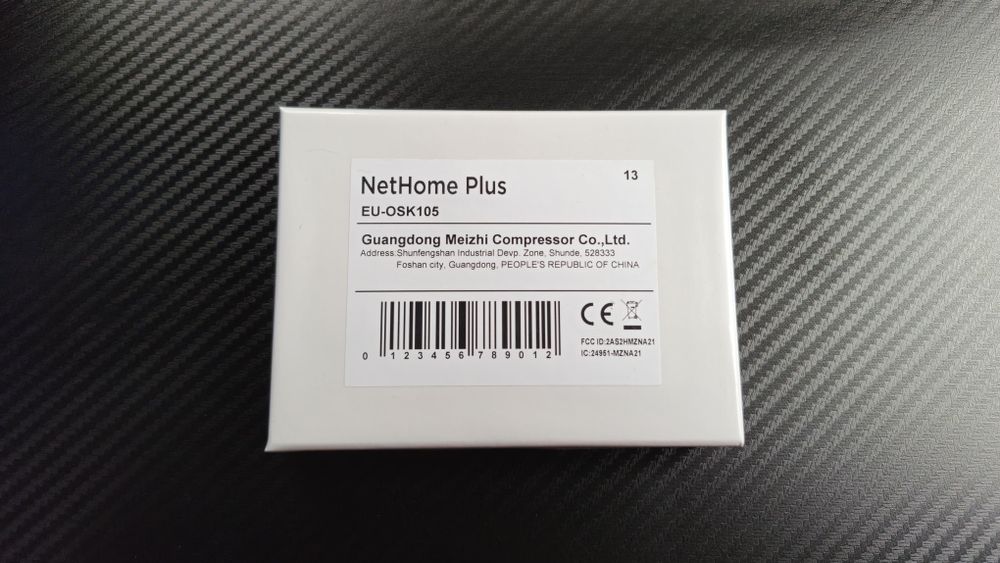 NetHome Plus
13
EU-OSK105
Guangdong Meizhi Compressor Co.,Ltd.
Address:Shunfengshan Industrial Devp. Zone, Shunde, 528333
Foshan city, Guangdong, PEOPLE'S REPUBLIC OF CHINA
CE
FCC ID:2AS2HMZNA21
IC:24951-MZNA21
0 123456 789012